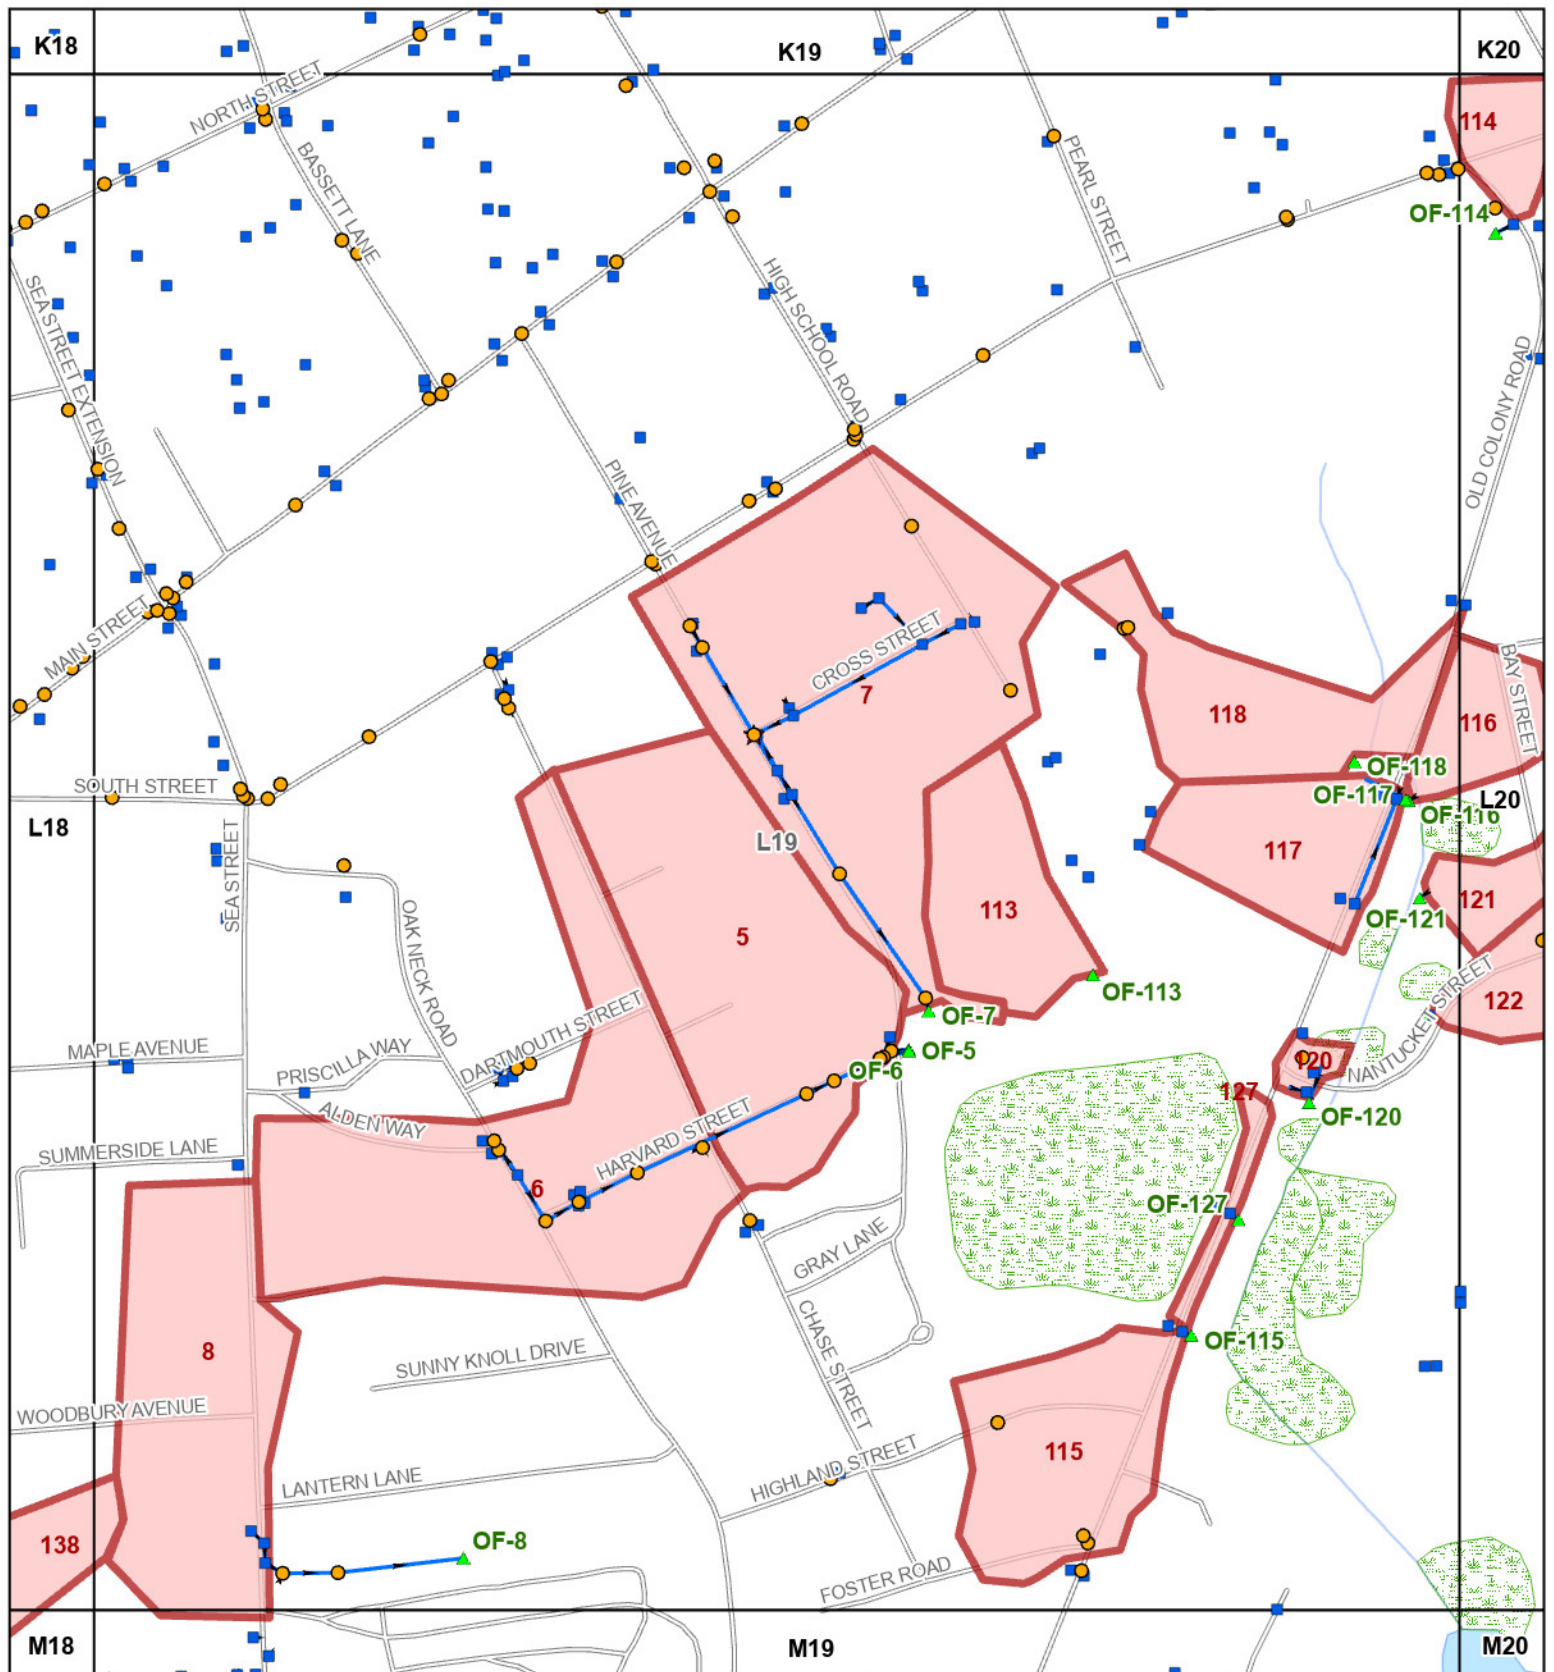 K18
K19
K20
NORTH STREET
114
BASSETT LANE
PEARL STREET
OF-114
SEA STREET EXTENSION
HIGH SCHOOL ROAD
OLD COLONY ROAD
PINE AVENUE
MAIN STREET
CROSS STREET
7
BAY STREET
118
116
SOUTH STREET
OF-118
OF-117
L20
OF-116
L18
SEA STREET
L19
117
OAK NECK ROAD
5
113
121
OF-121
OF-113
122
OF-7
NANTUCKET STREET
MAPLE AVENUE
PRISCILLA WAY
DARTMOUTH STREET
OF-5
OF-6
120
127
ALDEN WAY
OF-120
SUMMERSIDE LANE
HARVARD STREET
6
OF-127
GRAY LANE
CHASE STREET
8
SUNNY KNOLL DRIVE
OF-115
WOODBURY AVENUE
115
HIGHLAND STREET
LANTERN LANE
138
OF-8
FOSTER ROAD
M18
M19
M20